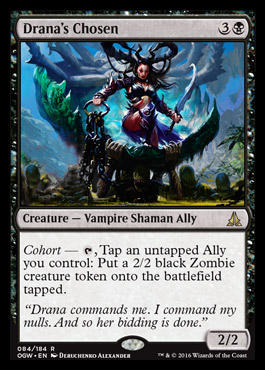 Drana's Chosen 3
Creature — Vampire Shaman Ally
Cohort — , Tap an untapped Ally
you control: Put a 2/2 black Zombie
creature token onto the battlefield
tapped.
"Drana commands me. I command my
nulls. And so her bidding is done."
2/2
084/184 R
OGW • EN Deruchenko Alexander
™ & © 2016 Wizards of the Coast